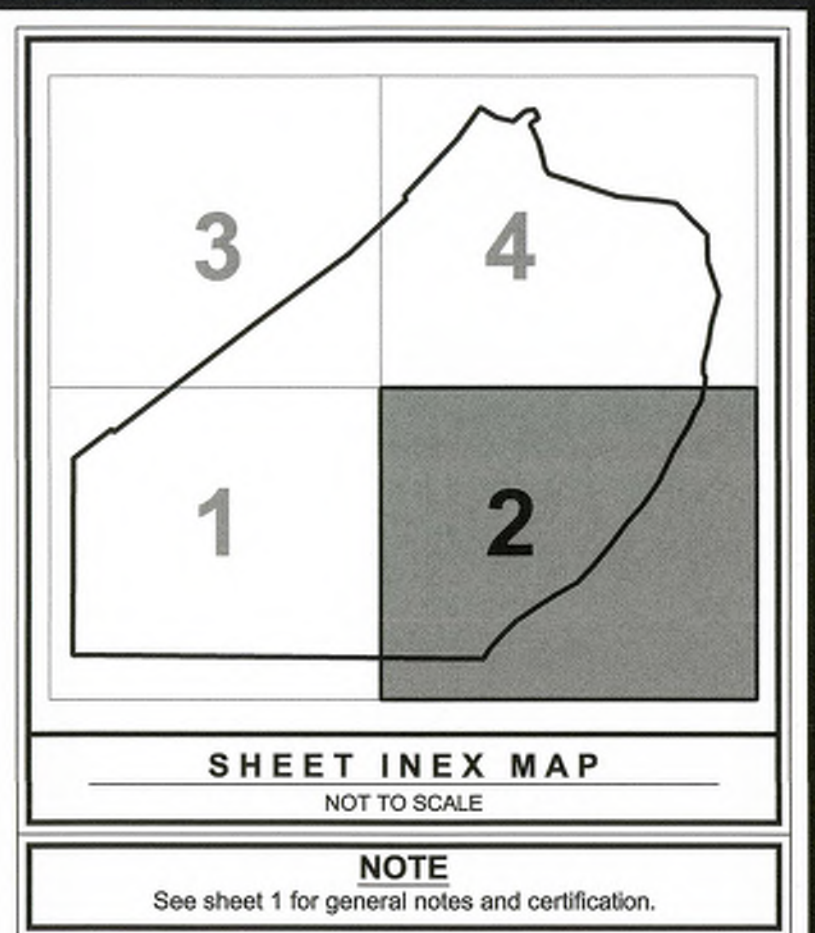 3
4
1
2
SHEET INEX MAP
NOT TO SCALE
NOTE
See sheet 1 for general notes and certification.